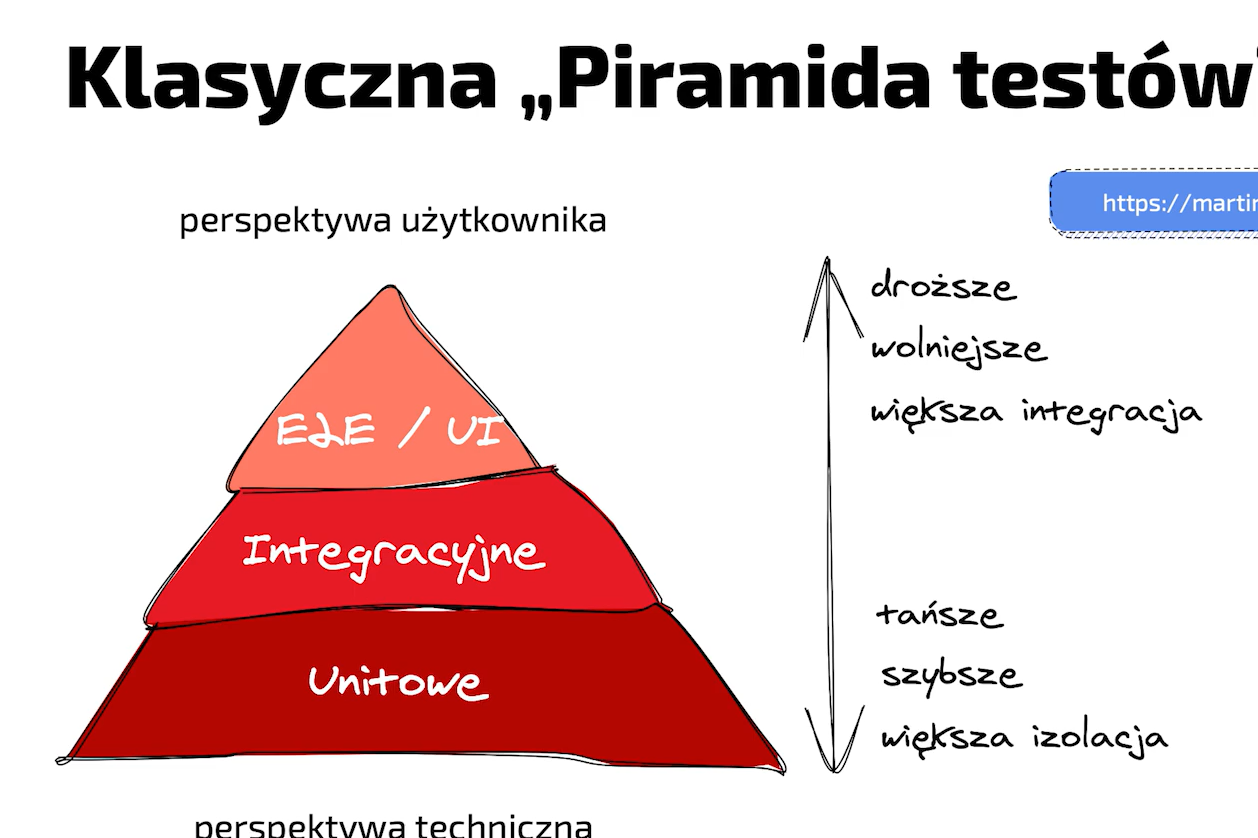 Klasyczna „Piramida testów"
https://martin
perspektywa użytkownika
droższe
wolniejsze
większa integracja
E2E / UI
Integracyjne
Unitowe
tańsze
szybsze
większa izolacja
perspektywa techniczna